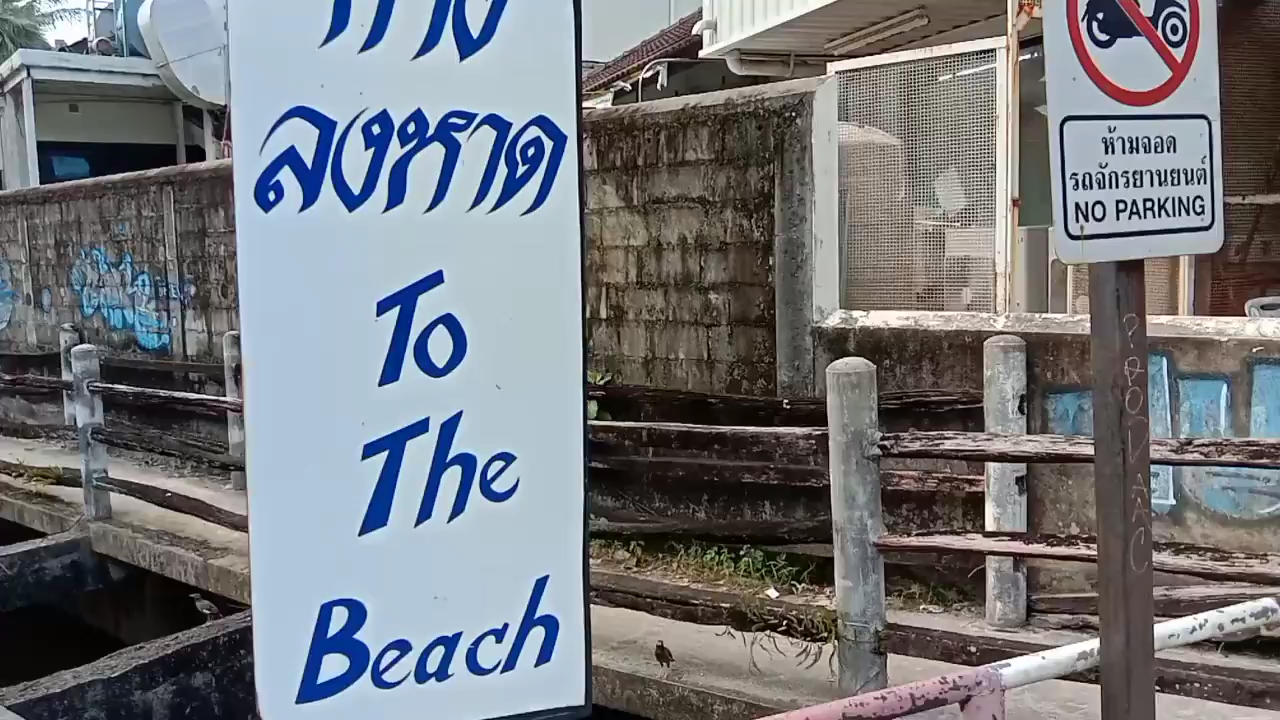 ทาง
ลงหาด
To
The
Beach
ห้ามจอด
รถจักรยานยนต์
NO PARKING